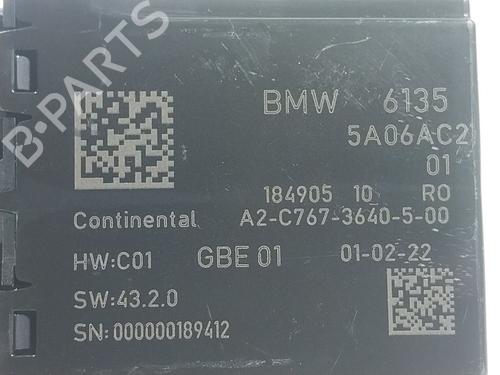 B-PARTS
BMW 6135
5A06AC2
01
184905 10 RO
Continental A2-C767-3640-5-00
HW:C01 GBE 01 01-02-22
SW:43.2.0
SN:000000189412